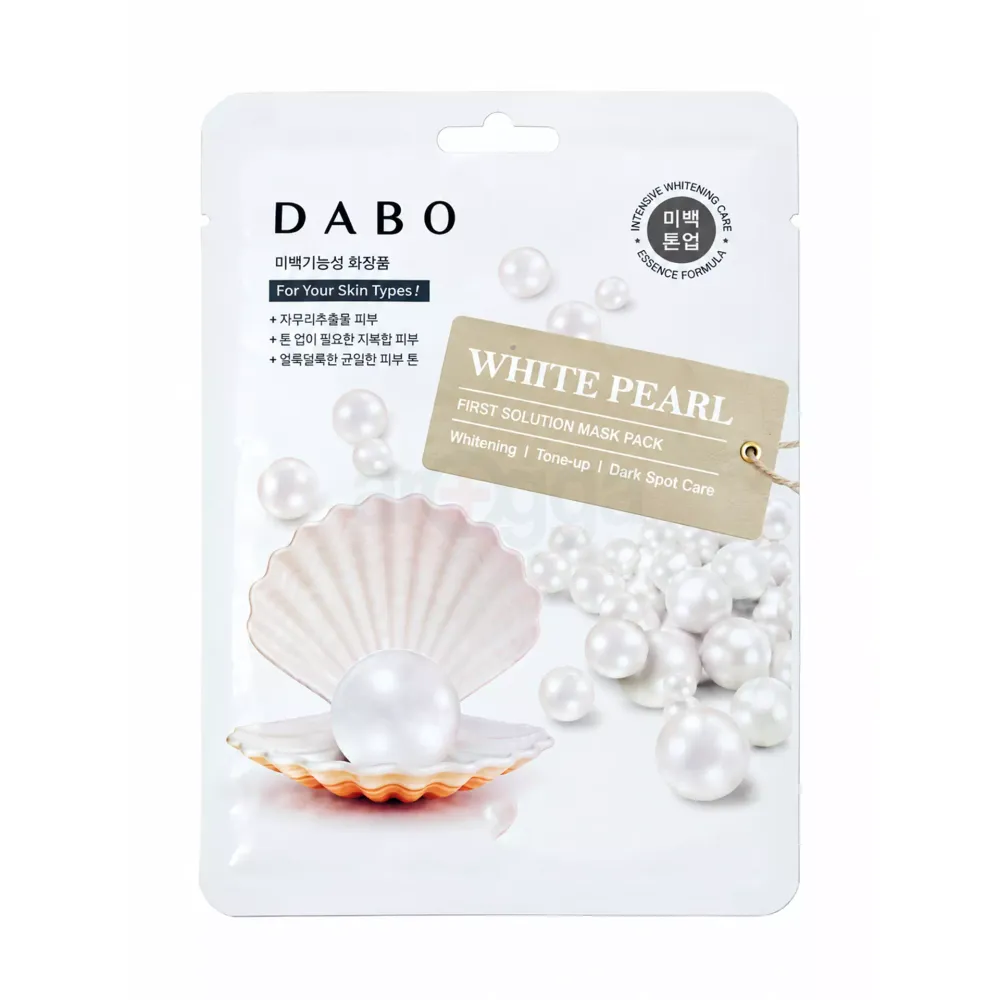 DABO
미백기능성 화장품
For Your Skin Types!
+ 자무리추출물 피부
+ 톤 업이 필요한 지복합 피부
+ 얼룩덜룩한 균일한 피부 톤
INTENSIVE WHITENING CARE
미백
톤업
* ESSENCE FORMULA *
WHITE PEARL
FIRST SOLUTION MASK PACK
Whitening | Tone-up | Dark Spot Care